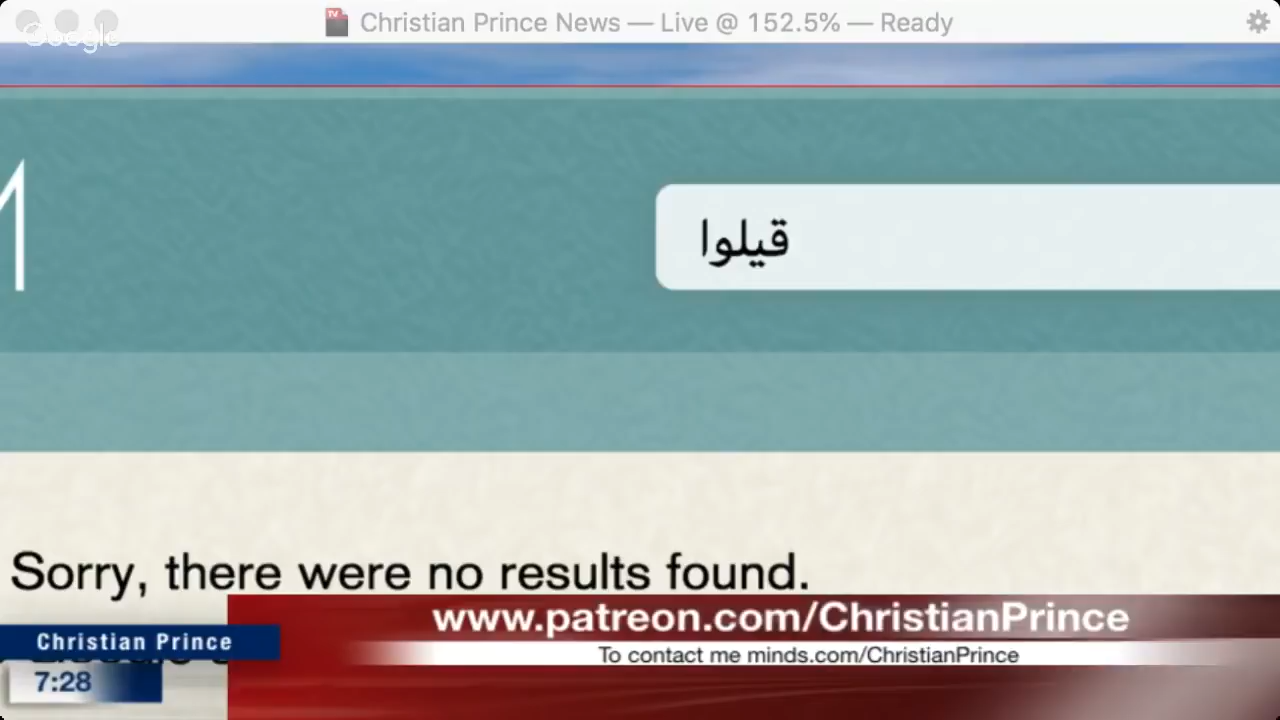 Christian Prince News — Live @ 152.5% — Ready
Google
قيلوا
Sorry, there were no results found.
www.patreon.com/ChristianPrince
Christian Prince
To contact me minds.com/ChristianPrince
7:28